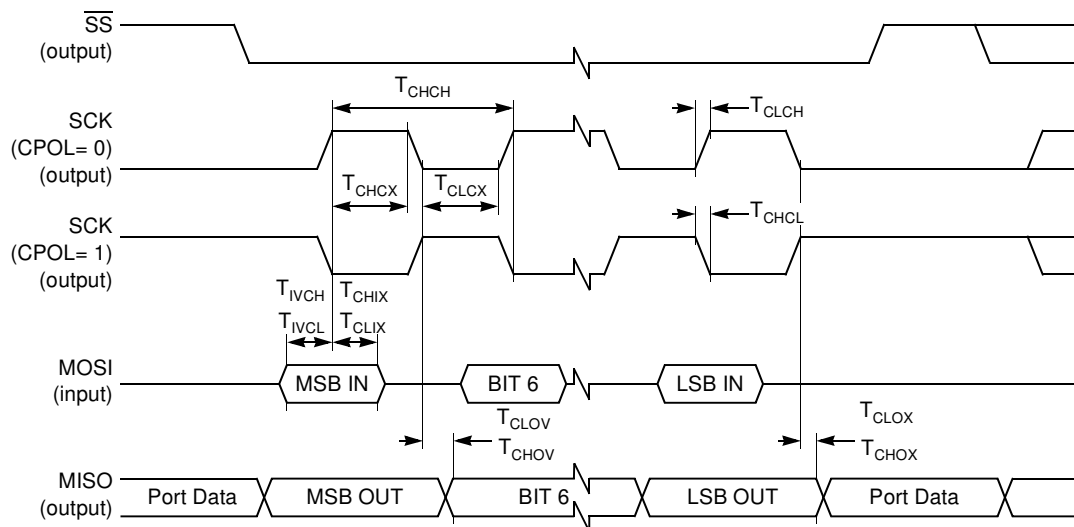 SS
(output)
T_CHCH
T_CLCH
SCK
(CPOL= 0)
(output)
T_CHCX
T_CLCX
T_CHCL
SCK
(CPOL= 1)
(output)
T_IVCH T_CHIX
T_IVCL T_CLIX
MOSI
(input)
MSB IN
BIT 6
LSB IN
T_CLOV
T_CHOV
T_CLOX
T_CHOX
MISO
(output)
Port Data
MSB OUT
BIT 6
LSB OUT
Port Data